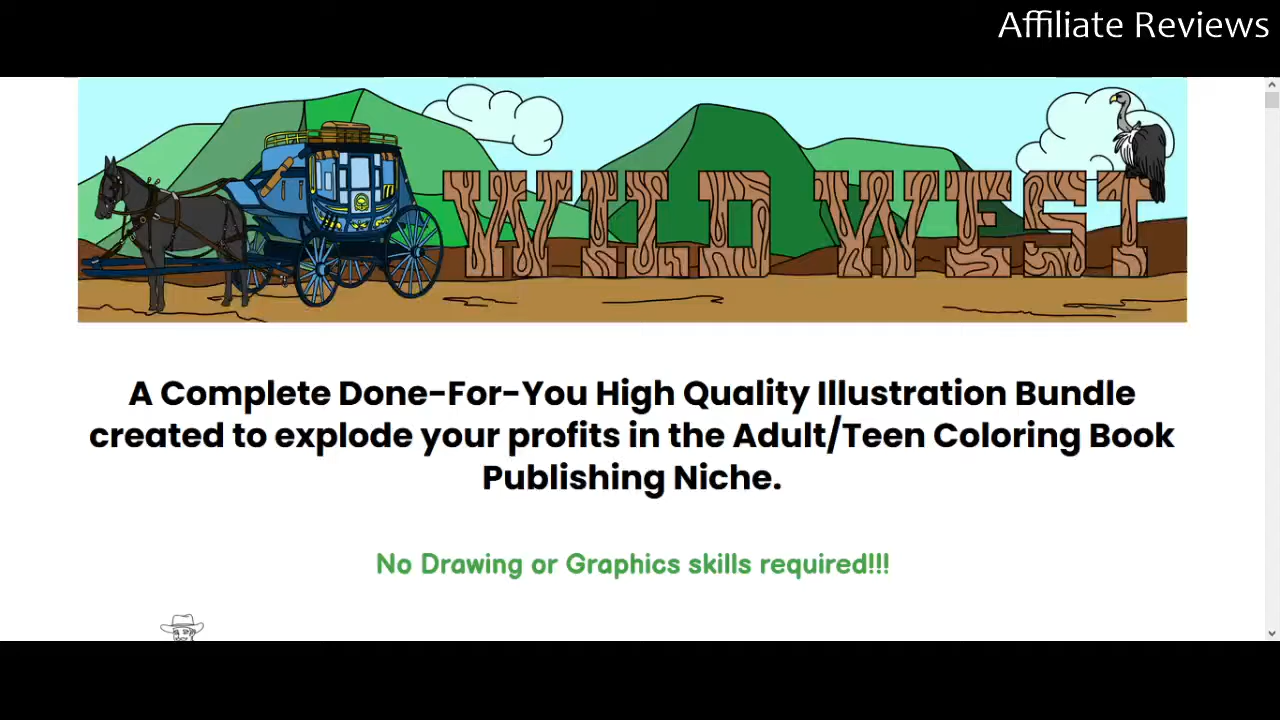 Affiliate Reviews
WILD WEST
A Complete Done-For-You High Quality Illustration Bundle
created to explode your profits in the Adult/Teen Coloring Book
Publishing Niche.
No Drawing or Graphics skills required!!!